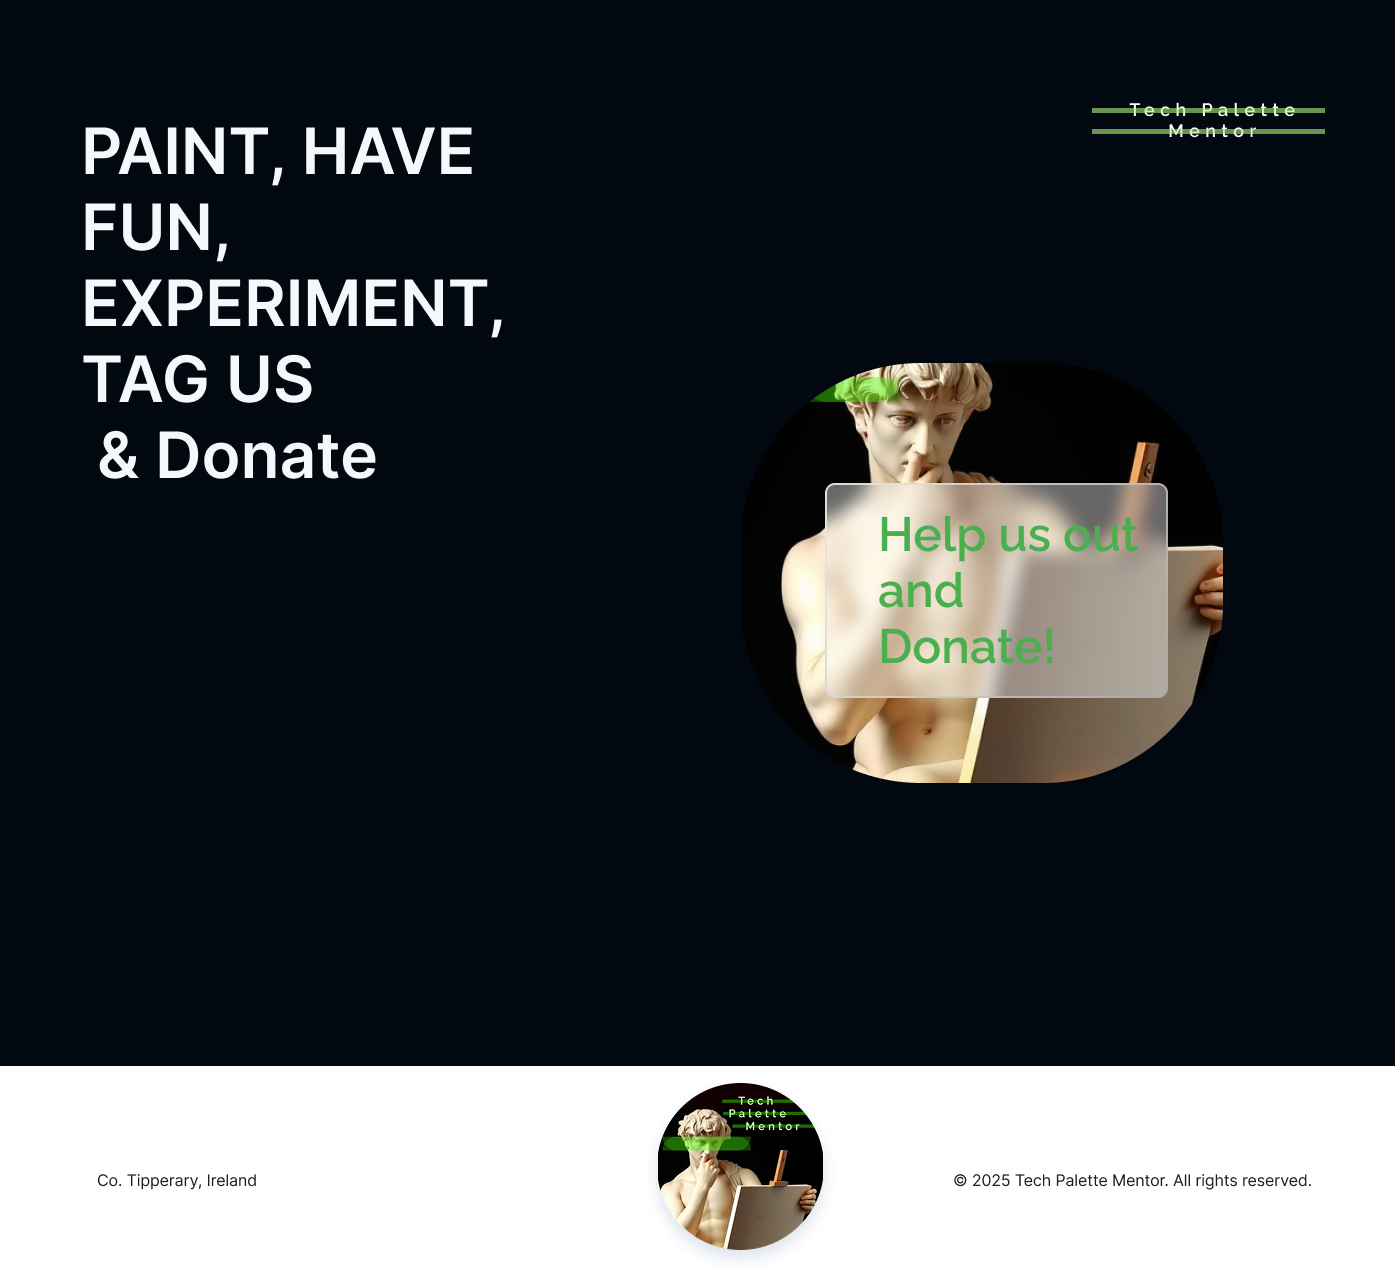 Tech Palette
Mentor
PAINT, HAVE
FUN,
EXPERIMENT,
TAG US
& Donate
Help us out
and
Donate!
Tech
Palette
Mentor
Co. Tipperary, Ireland
© 2025 Tech Palette Mentor. All rights reserved.